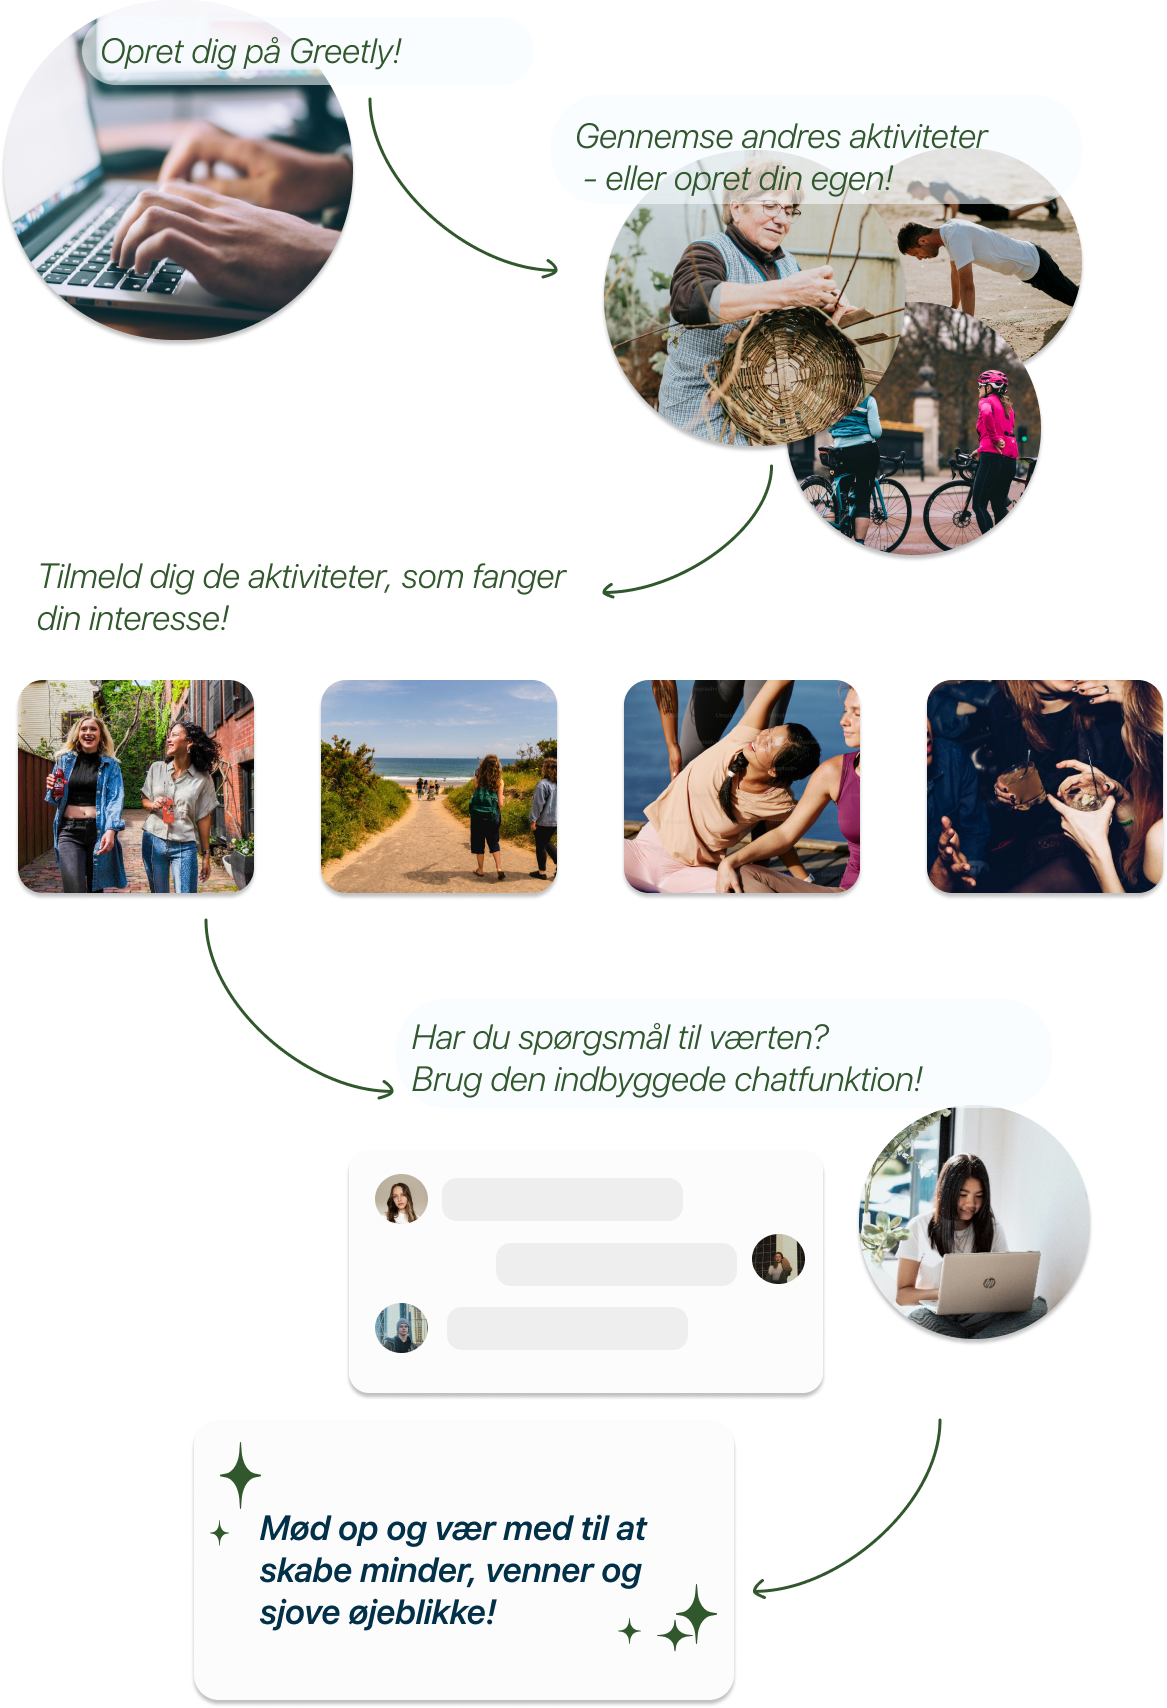 Opret dig på Greetly!
Gennemse andres aktiviteter
- eller opret din egen!
Tilmeld dig de aktiviteter, som fanger
din interesse!
Har du spørgsmål til værten?
Brug den indbyggede chatfunktion!
hp
Mød op og vær med til at
skabe minder, venner og
sjove øjeblikke!